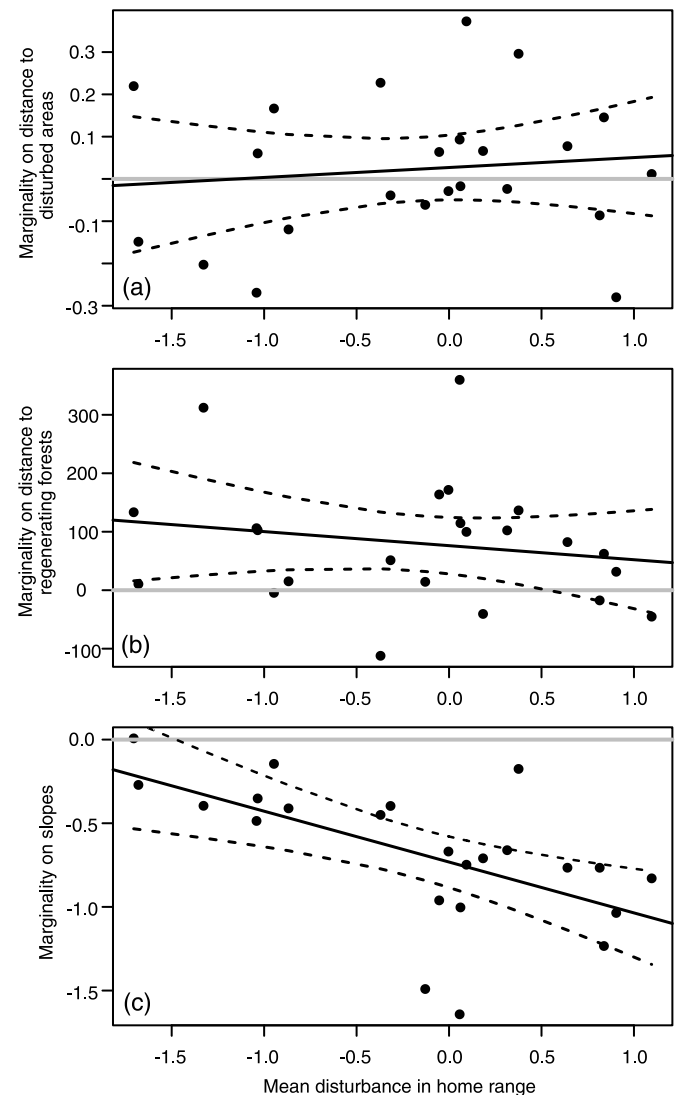 Marginality on distance to
disturbed areas
0.3
0.2
0.1
-0.1
-0.3
(a)
-1.5 -1.0 -0.5 0.0 0.5 1.0
Marginality on distance to
regenerating forests
300
200
100
0
-100
(b)
-1.5 -1.0 -0.5 0.0 0.5 1.0
Marginality on slopes
0.0
-0.5
-1.0
-1.5
(c)
-1.5 -1.0 -0.5 0.0 0.5 1.0
Mean disturbance in home range